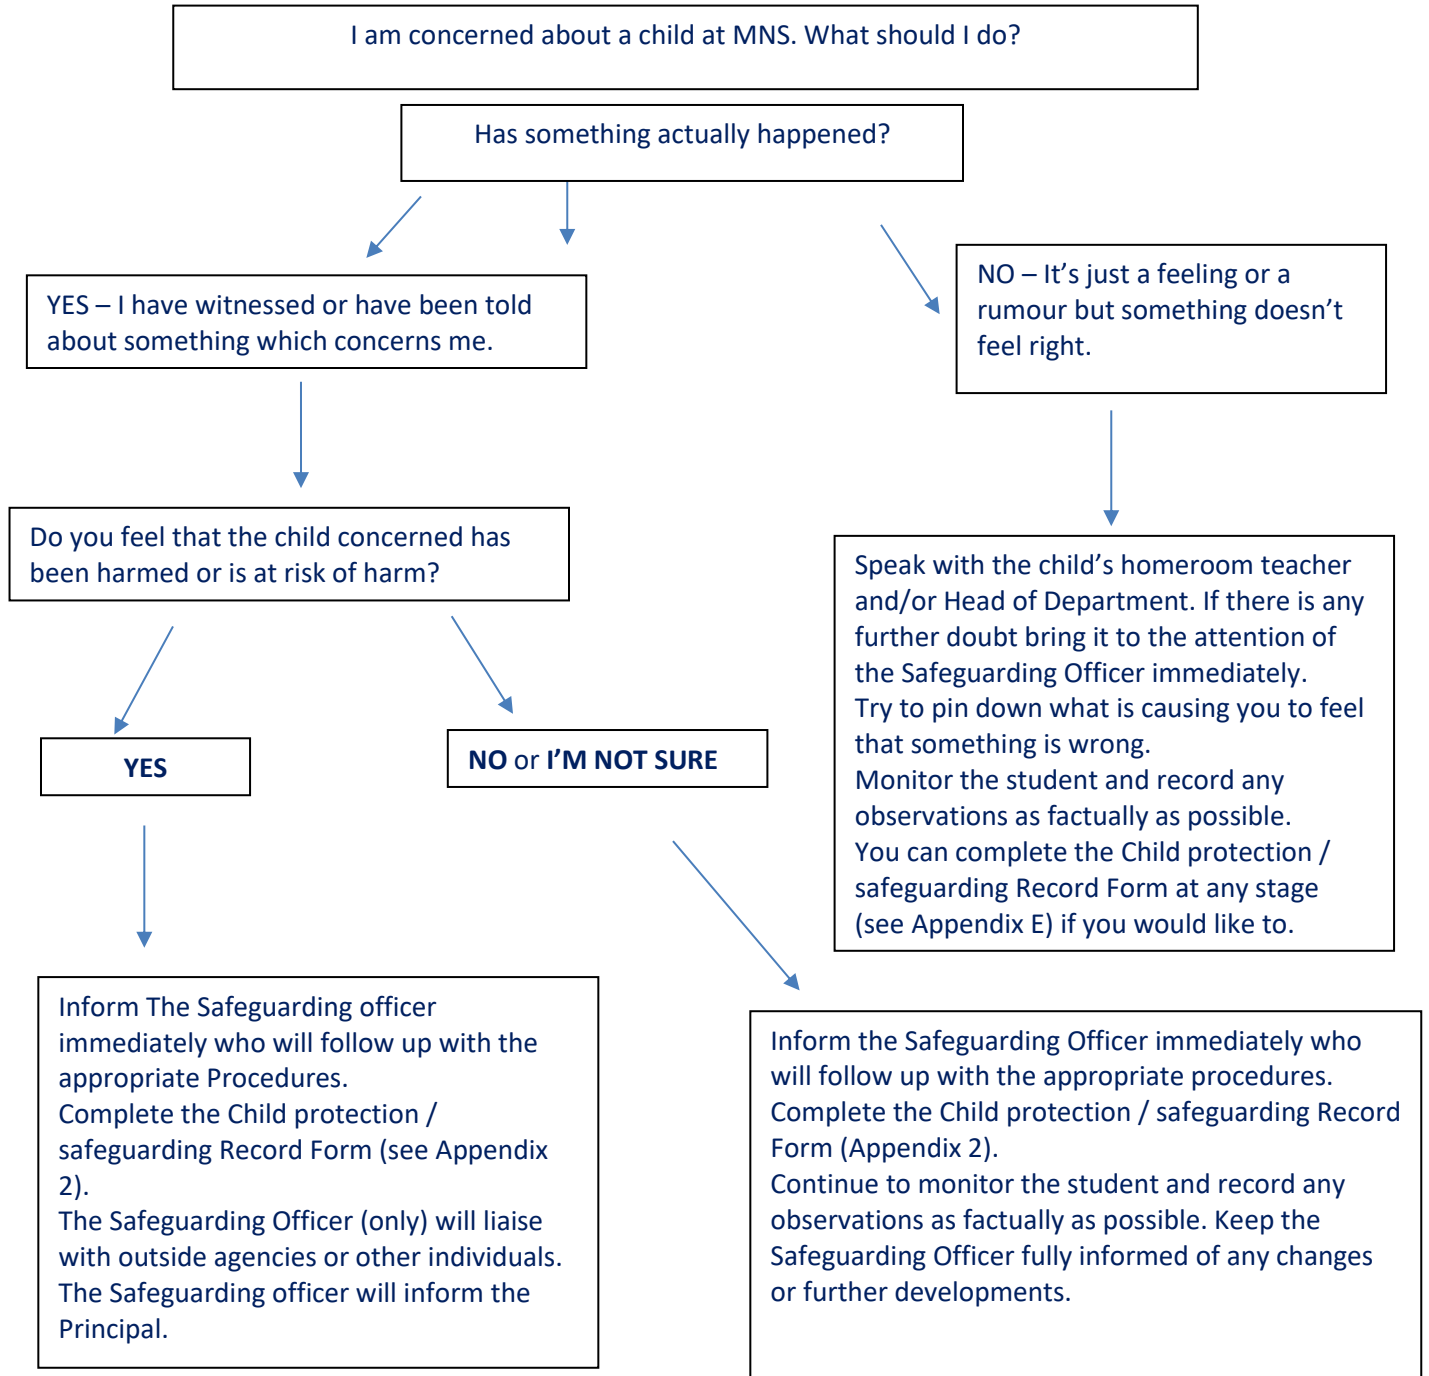 I am concerned about a child at MNS. What should I do?
Has something actually happened?
YES – I have witnessed or have been told
about something which concerns me.
NO – It's just a feeling or a
rumour but something doesn't
feel right.
Do you feel that the child concerned has
been harmed or is at risk of harm?
Speak with the child's homeroom teacher
and/or Head of Department. If there is any
further doubt bring it to the attention of
the Safeguarding Officer immediately.
Try to pin down what is causing you to feel
that something is wrong.
Monitor the student and record any
observations as factually as possible.
You can complete the Child protection /
safeguarding Record Form at any stage
(see Appendix E) if you would like to.
YES
NO or I'M NOT SURE
Inform The Safeguarding officer
immediately who will follow up with the
appropriate Procedures.
Complete the Child protection /
safeguarding Record Form (see Appendix
2).
The Safeguarding Officer (only) will liaise
with outside agencies or other individuals.
The Safeguarding officer will inform the
Principal.
Inform the Safeguarding Officer immediately who
will follow up with the appropriate procedures.
Complete the Child protection / safeguarding Record
Form (Appendix 2).
Continue to monitor the student and record any
observations as factually as possible. Keep the
Safeguarding Officer fully informed of any changes
or further developments.